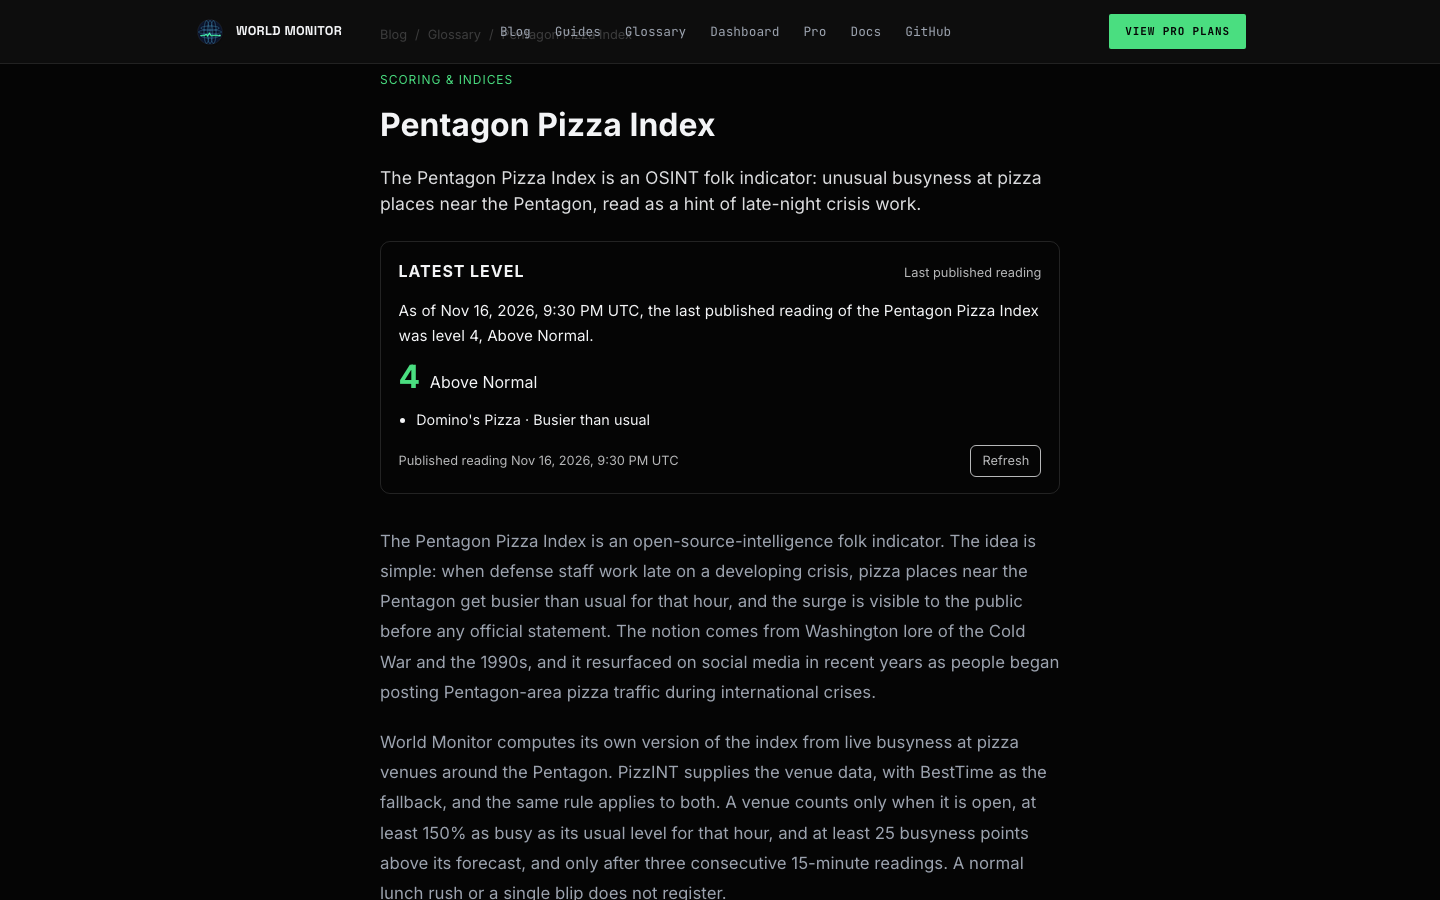 WORLD MONITOR
Blog / Glossary / Pentagon Pizza Index
Blog Guides Glossary Dashboard Pro Docs GitHub
VIEW PRO PLANS
SCORING & INDICES
Pentagon Pizza Index
The Pentagon Pizza Index is an OSINT folk indicator: unusual busyness at pizza
places near the Pentagon, read as a hint of late-night crisis work.
LATEST LEVEL
Last published reading
As of Nov 16, 2026, 9:30 PM UTC, the last published reading of the Pentagon Pizza Index
was level 4, Above Normal.
4 Above Normal
• Domino's Pizza · Busier than usual
Published reading Nov 16, 2026, 9:30 PM UTC
Refresh
The Pentagon Pizza Index is an open-source-intelligence folk indicator. The idea is
simple: when defense staff work late on a developing crisis, pizza places near the
Pentagon get busier than usual for that hour, and the surge is visible to the public
before any official statement. The notion comes from Washington lore of the Cold
War and the 1990s, and it resurfaced on social media in recent years as people began
posting Pentagon-area pizza traffic during international crises.
World Monitor computes its own version of the index from live busyness at pizza
venues around the Pentagon. PizzINT supplies the venue data, with BestTime as the
fallback, and the same rule applies to both. A venue counts only when it is open, at
least 150% as busy as its usual level for that hour, and at least 25 busyness points
above its forecast, and only after three consecutive 15-minute readings. A normal
lunch rush or a single blip does not register.